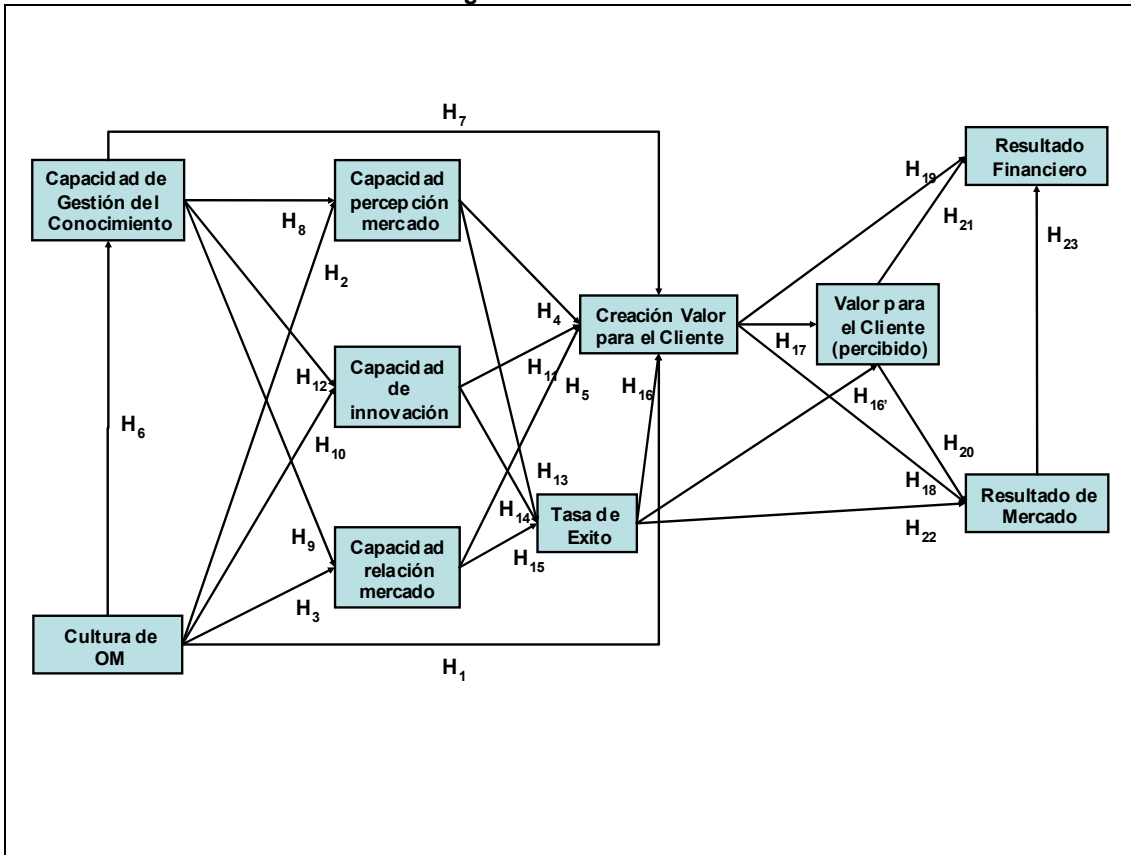 g
H7
Capacidad de
Gestión del
Conocimiento
Capacidad
percepción
mercado
Resultado
Financiero
H19
H8
H21
H23
H2
Creación Valor
para el Cliente
Valor para
el Cliente
(percibido)
H4
H17
H12
Capacidad
de
innovación
H11
H5
H16
H16'
H6
H10
H20
H13
H18
H14
Tasa de
Exito
Resultado de
Mercado
H9
Capacidad
relación
mercado
H15
H22
H3
Cultura de
OM
H1